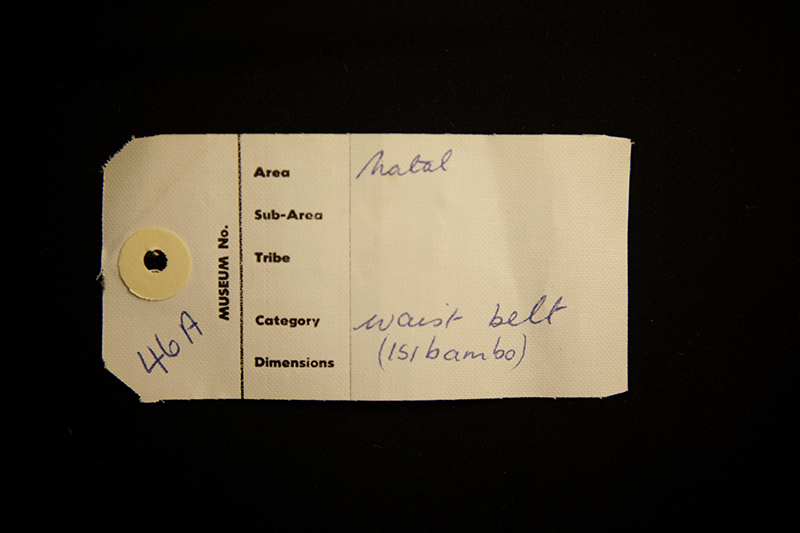 46A
MUSEUM No.
Area Natal
Sub-Area
Tribe
Category waist belt
Dimensions (isibambo)